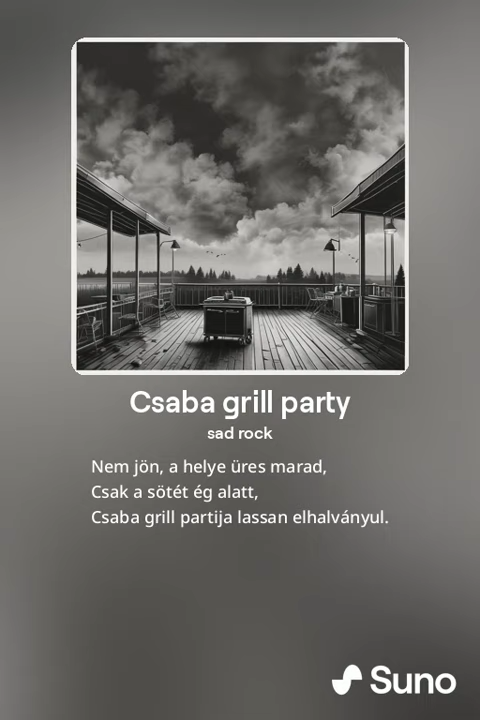 Csaba grill party
sad rock
Nem jön, a helye üres marad,
Csak a sötét ég alatt,
Csaba grill partija lassan elhalványul.
Suno